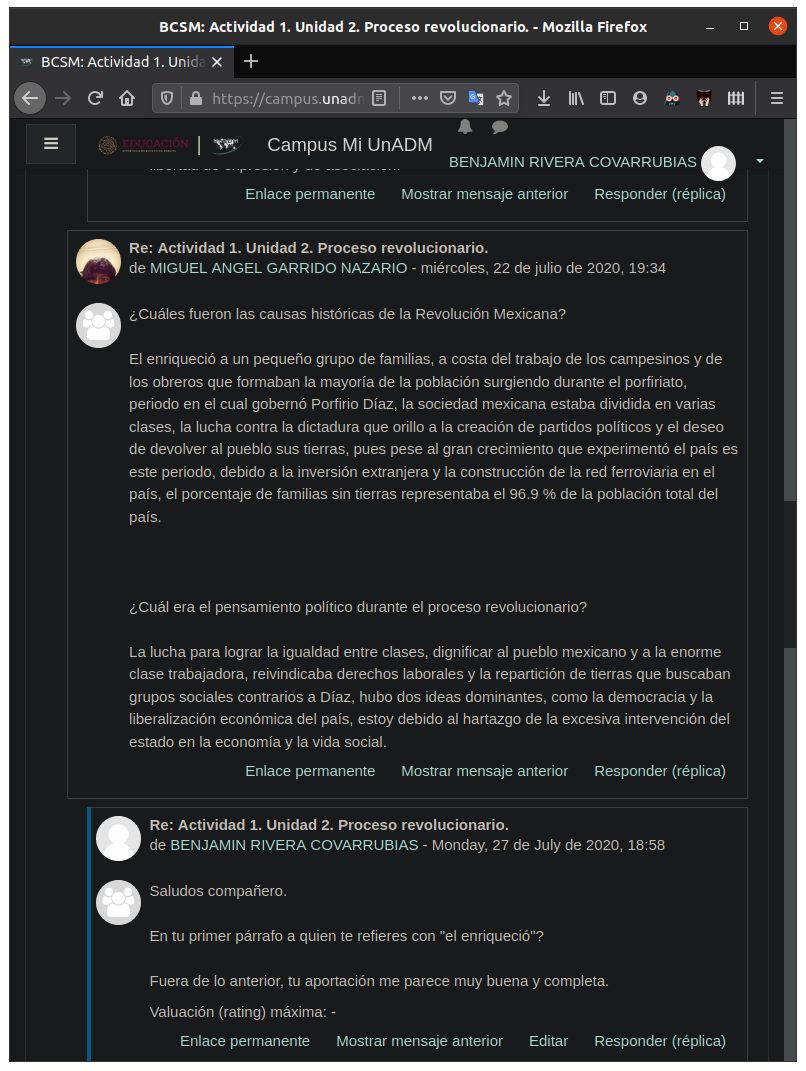 BCSM: Actividad 1. Unidad 2. Proceso revolucionario. - Mozilla Firefox
BCSM: Actividad 1. Unida
https://campus.unadm
EDUCACIÓN
Campus Mi UnADM
BENJAMIN RIVERA COVARRUBIAS
libertad de expresión y de asociación.
Enlace permanente Mostrar mensaje anterior Responder (réplica)
Re: Actividad 1. Unidad 2. Proceso revolucionario.
de MIGUEL ANGEL GARRIDO NAZARIO - miércoles, 22 de julio de 2020, 19:34
¿Cuáles fueron las causas históricas de la Revolución Mexicana?
El enriqueció a un pequeño grupo de familias, a costa del trabajo de los campesinos y de
los obreros que formaban la mayoría de la población surgiendo durante el porfiriato,
periodo en el cual gobernó Porfirio Díaz, la sociedad mexicana estaba dividida en varias
clases, la lucha contra la dictadura que orillo a la creación de partidos políticos y el deseo
de devolver al pueblo sus tierras, pues pese al gran crecimiento que experimentó el país es
este periodo, debido a la inversión extranjera y la construcción de la red ferroviaria en el
país, el porcentaje de familias sin tierras representaba el 96.9 % de la población total del
país.
¿Cuál era el pensamiento político durante el proceso revolucionario?
La lucha para lograr la igualdad entre clases, dignificar al pueblo mexicano y a la enorme
clase trabajadora, reivindicaba derechos laborales y la repartición de tierras que buscaban
grupos sociales contrarios a Díaz, hubo dos ideas dominantes, como la democracia y la
liberalización económica del país, estoy debido al hartazgo de la excesiva intervención del
estado en la economía y la vida social.
Enlace permanente Mostrar mensaje anterior Responder (réplica)
Re: Actividad 1. Unidad 2. Proceso revolucionario.
de BENJAMIN RIVERA COVARRUBIAS - Monday, 27 de July de 2020, 18:58
Saludos compañero.
En tu primer párrafo a quien te refieres con "el enriqueció"?
Fuera de lo anterior, tu aportación me parece muy buena y completa.
Valuación (rating) máxima: -
Enlace permanente Mostrar mensaje anterior Editar Responder (réplica)